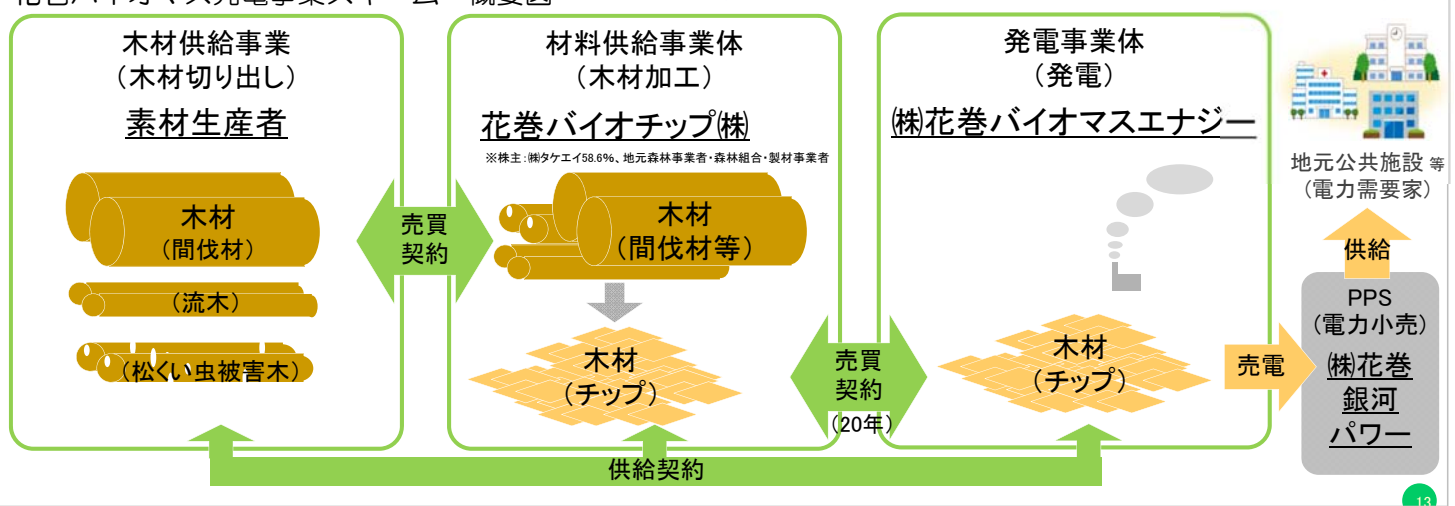 木材供給事業
（木材切り出し）
素材生産者
木材
（間伐材）
（流木）
（松くい虫被害木）
売買
契約
材料供給事業体
（木材加工）
花巻バイオチップ㈱
※株主：㈱タケエイ58.6%、地元森林事業者・森林組合・製材事業者
木材
（間伐材等）
木材
（チップ）
売買
契約
（20年）
発電事業体
（発電）
㈱花巻バイオマスエナジー
木材
（チップ）
売電
地元公共施設 等
（電力需要家）
供給
PPS
（電力小売）
㈱花巻
銀河
パワー
供給契約
13